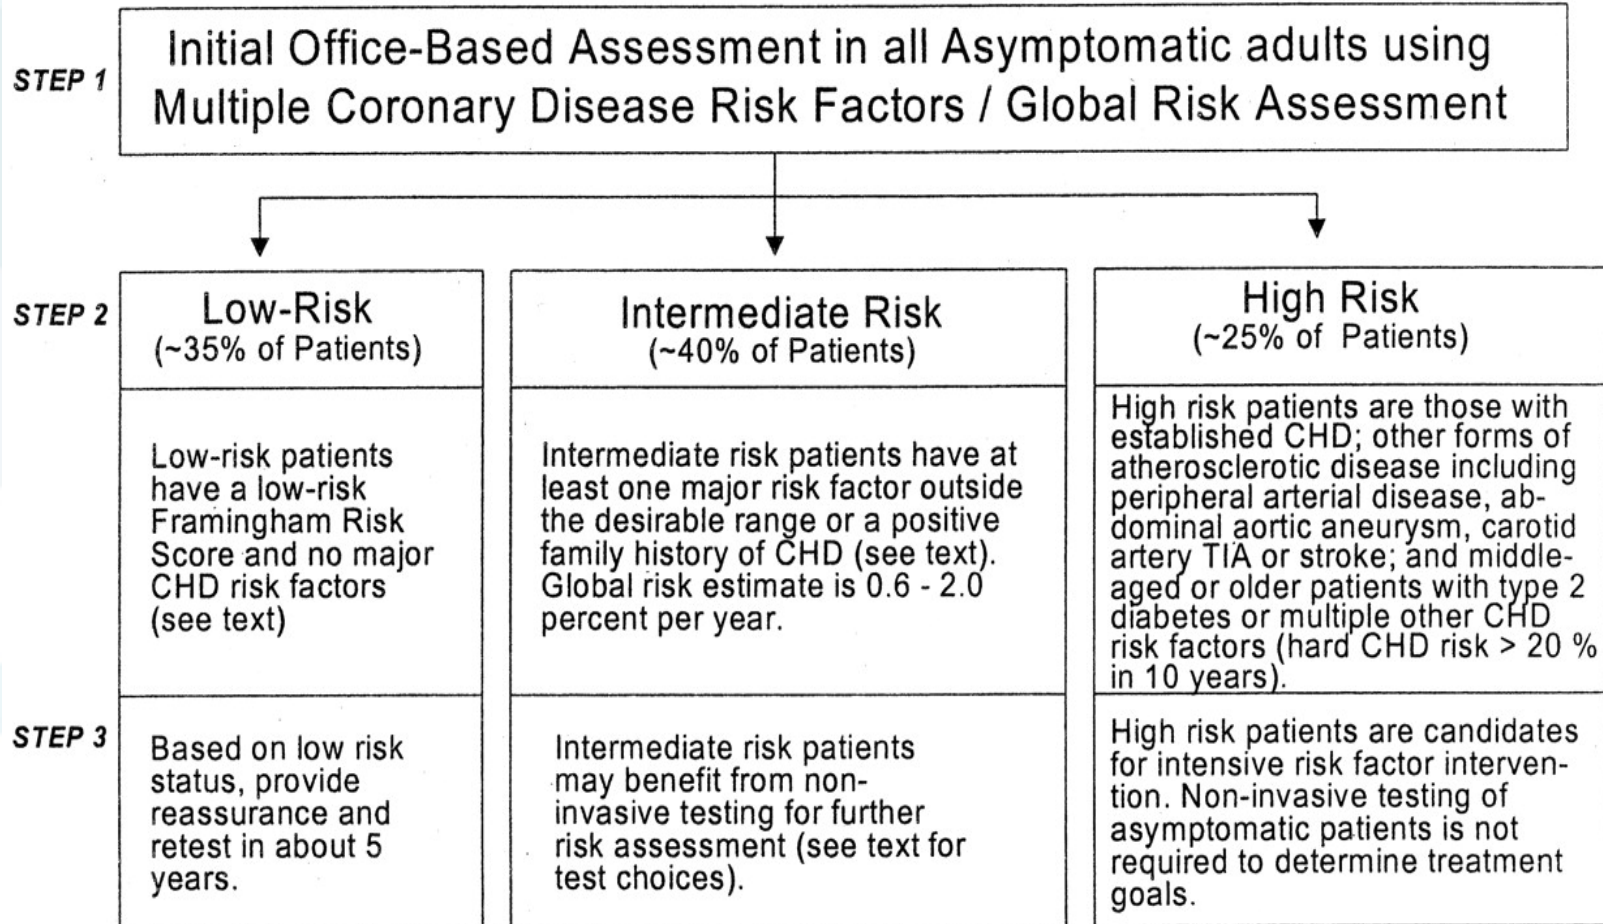 STEP 1
Initial Office-Based Assessment in all Asymptomatic adults using
Multiple Coronary Disease Risk Factors / Global Risk Assessment
STEP 2
Low-Risk
(~35% of Patients)
Low-risk patients
have a low-risk
Framingham Risk
Score and no major
CHD risk factors
(see text)
Intermediate Risk
(~40% of Patients)
Intermediate risk patients have at
least one major risk factor outside
the desirable range or a positive
family history of CHD (see text).
Global risk estimate is 0.6 - 2.0
percent per year.
High Risk
(~25% of Patients)
High risk patients are those with
established CHD; other forms of
atherosclerotic disease including
peripheral arterial disease, ab-
dominal aortic aneurysm, carotid
artery TIA or stroke; and middle-
aged or older patients with type 2
diabetes or multiple other CHD
risk factors (hard CHD risk > 20 %
in 10 years).
STEP 3
Based on low risk
status, provide
reassurance and
retest in about 5
years.
Intermediate risk patients
may benefit from non-
invasive testing for further
risk assessment (see text for
test choices).
High risk patients are candidates
for intensive risk factor interven-
tion. Non-invasive testing of
asymptomatic patients is not
required to determine treatment
goals.